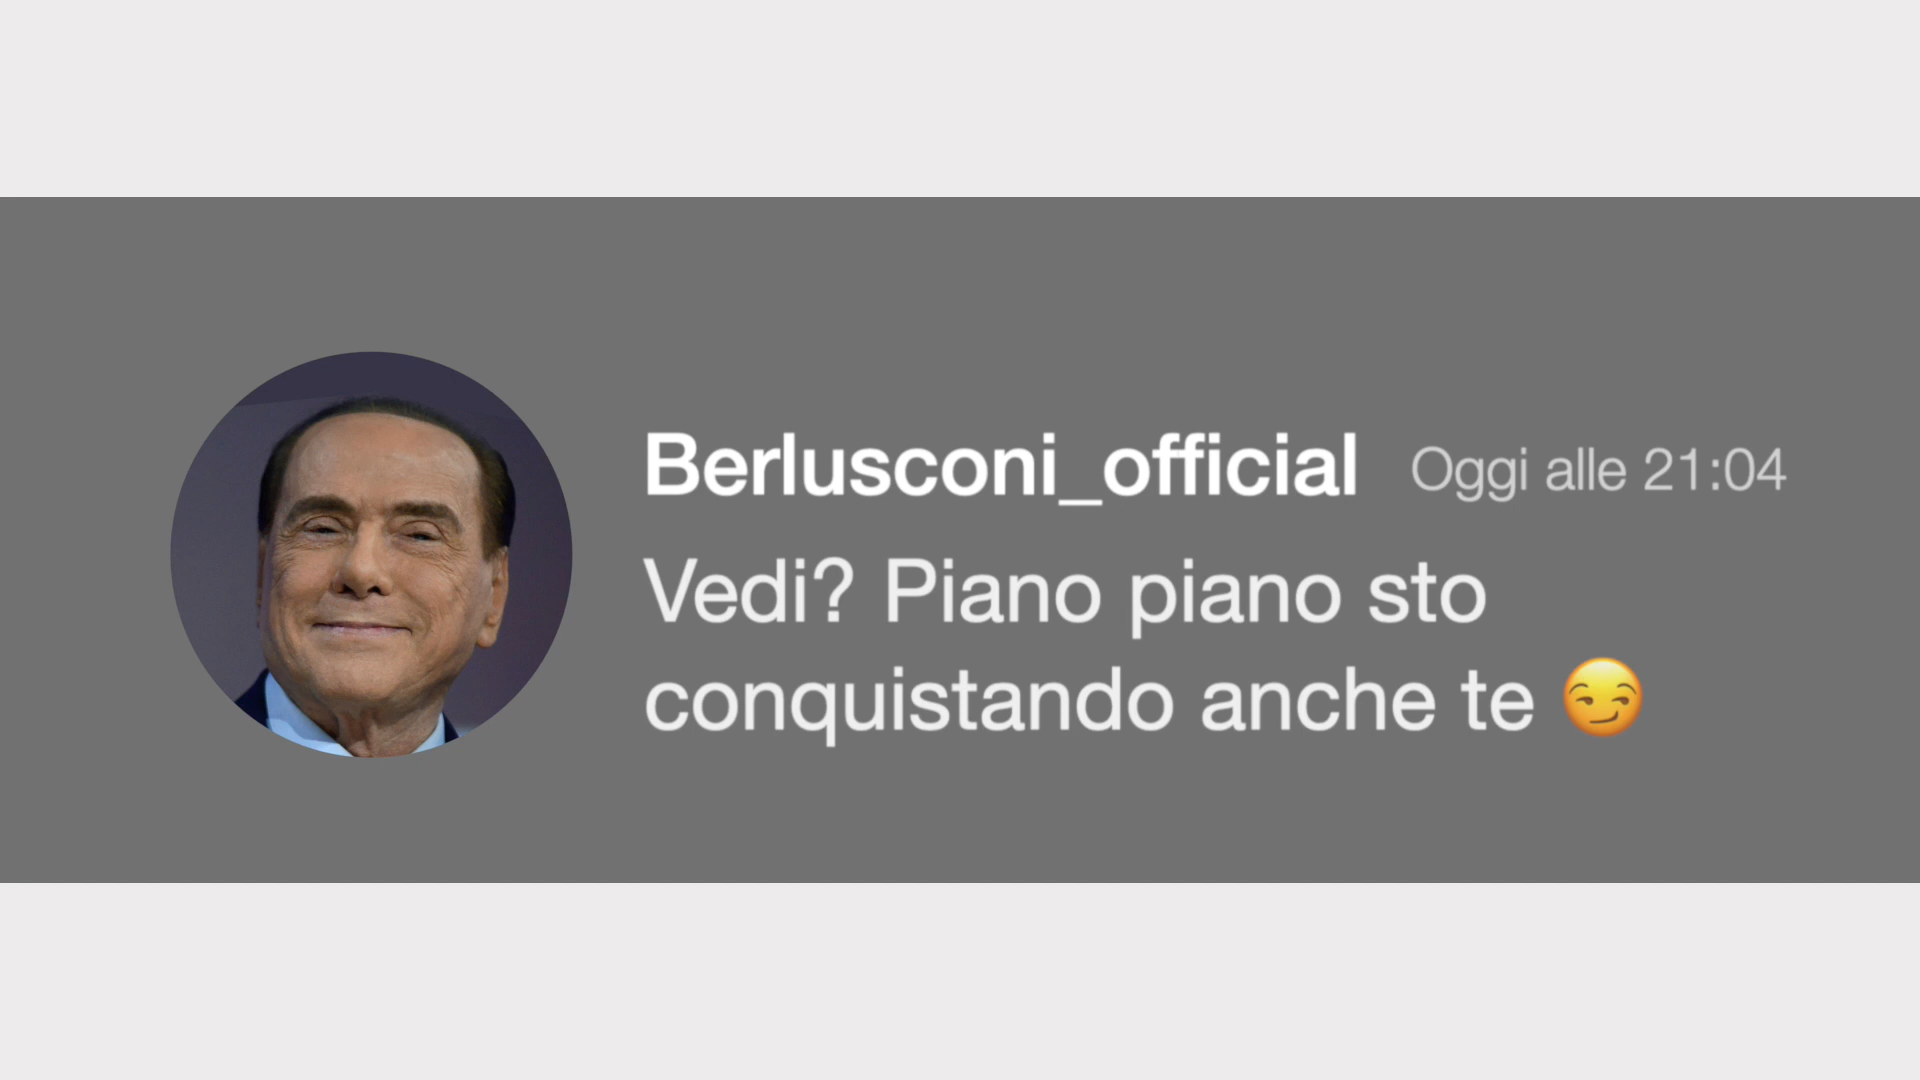 Berlusconi_official Oggi alle 21:04
Vedi? Piano piano sto
conquistando anche te 😏